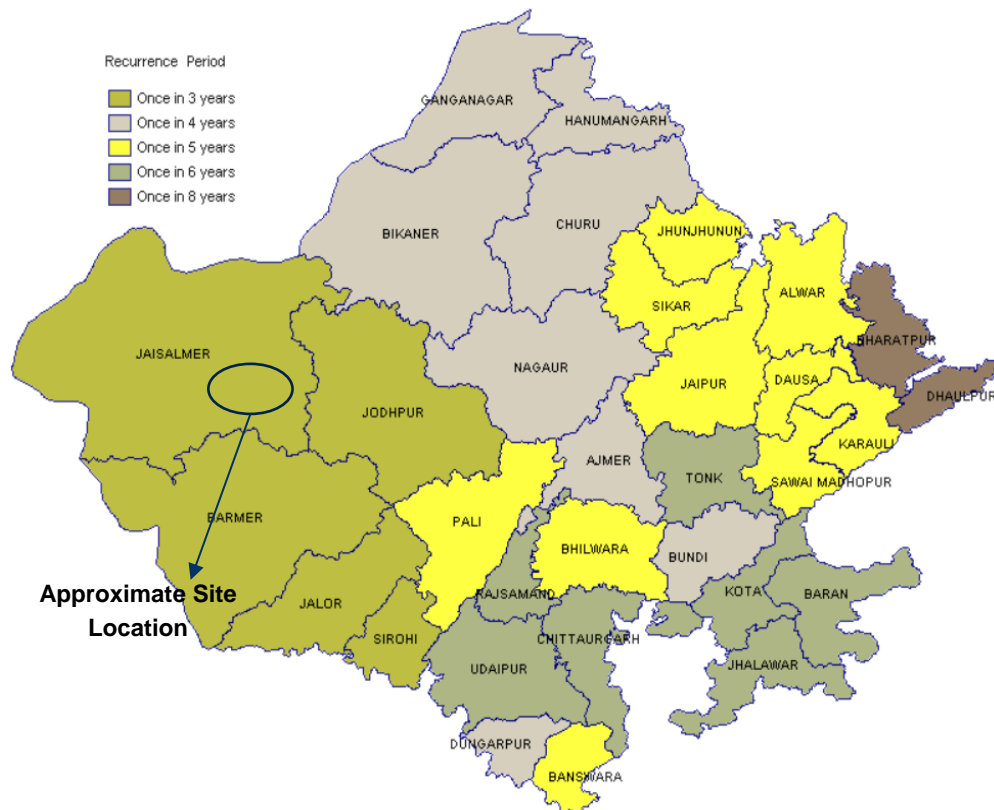 Recurrence Period
Once in 3 years
Once in 4 years
Once in 5 years
Once in 6 years
Once in 8 years
GANGANAGAR
HANUMANGARH
BIKANER
CHURU
JHUNJHUNUN
SIKAR
ALWAR
BHARATPUR
JAISALMER
NAGAUR
JAIPUR
DAUSA
DHAULPUR
JODHPUR
KARAULI
AJMER
TONK
SAWAI MADHOPUR
BARMER
PALI
BHILWARA
BUNDI
Approximate Site
Location
JALOR
RAJSAMAND
KOTA
BARAN
SIROHI
CHITTAURGARH
UDAIPUR
JHALAWAR
DUNGARPUR
BANSWARA